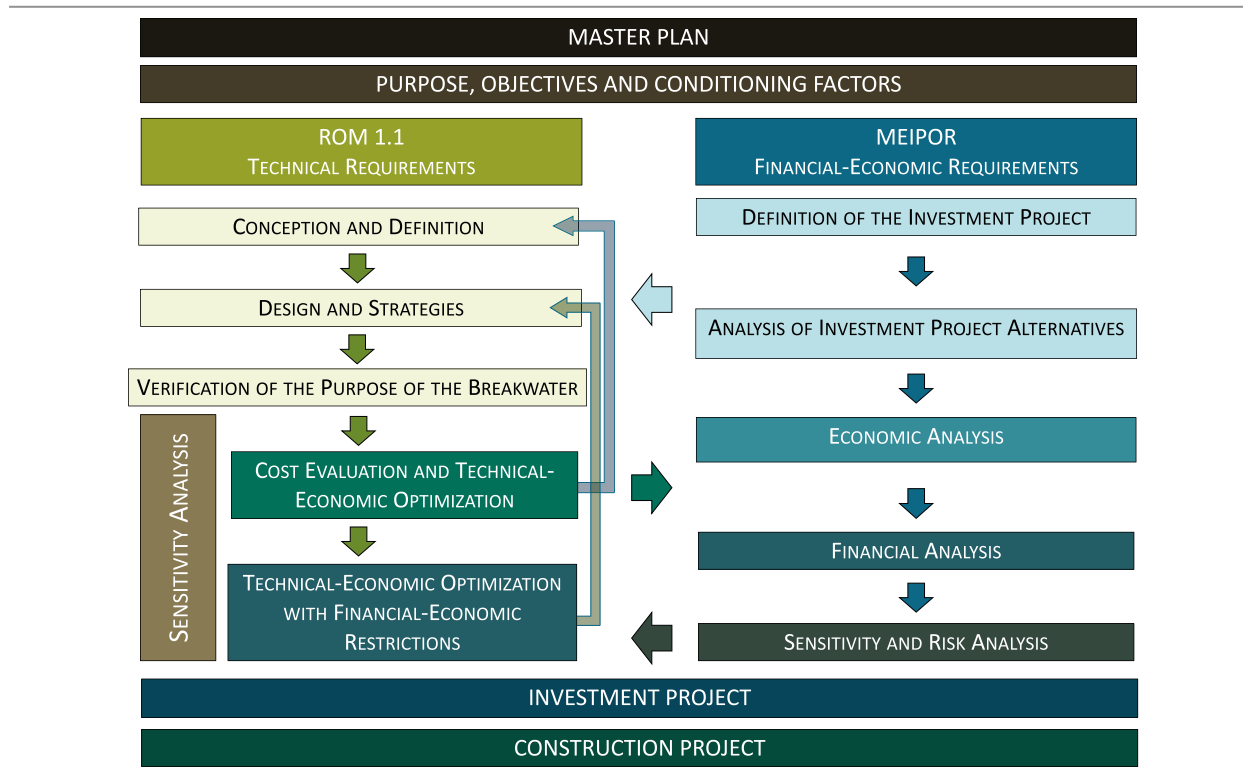 MASTER PLAN
PURPOSE, OBJECTIVES AND CONDITIONING FACTORS
ROM 1.1
TECHNICAL REQUIREMENTS
CONCEPTION AND DEFINITION
DESIGN AND STRATEGIES
VERIFICATION OF THE PURPOSE OF THE BREAKWATER
SENSITIVITY ANALYSIS
COST EVALUATION AND TECHNICAL-
ECONOMIC OPTIMIZATION
TECHNICAL-ECONOMIC OPTIMIZATION
WITH FINANCIAL-ECONOMIC
RESTRICTIONS
MEIPOR
FINANCIAL-ECONOMIC REQUIREMENTS
DEFINITION OF THE INVESTMENT PROJECT
ANALYSIS OF INVESTMENT PROJECT ALTERNATIVES
ECONOMIC ANALYSIS
FINANCIAL ANALYSIS
SENSITIVITY AND RISK ANALYSIS
INVESTMENT PROJECT
CONSTRUCTION PROJECT